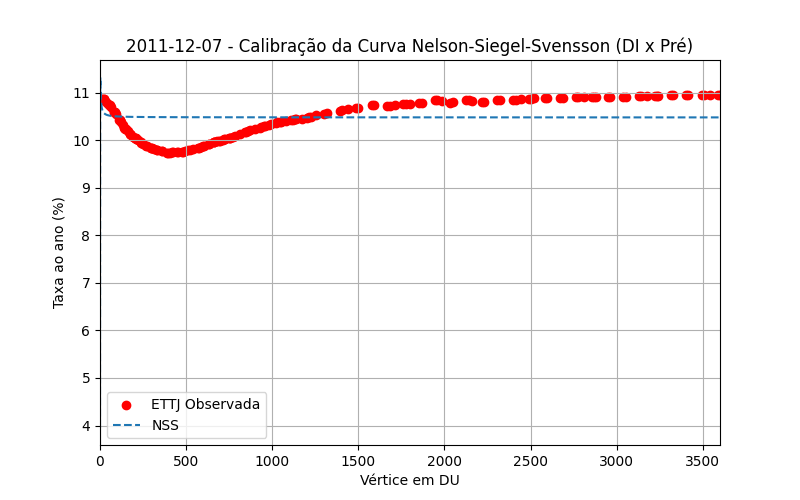 2011-12-07 - Calibração da Curva Nelson-Siegel-Svensson (DI x Pré)
Taxa ao ano (%)
11
10
9
8
7
6
5
4
ETTJ Observada
NSS
0 500 1000 1500 2000 2500 3000 3500
Vértice em DU